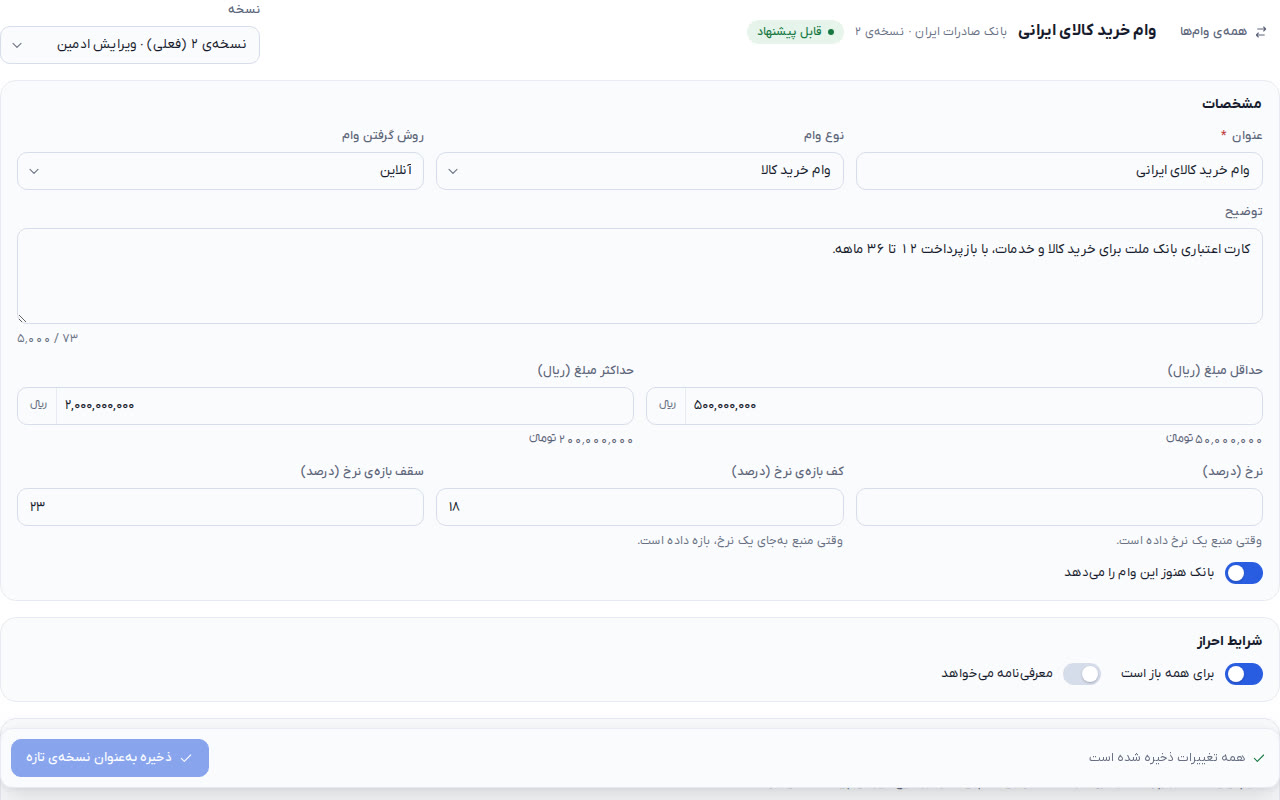 نسخه
همه‌ی وام‌ها
وام خرید کالای ایرانی
بانک صادرات ایران · نسخه‌ی ۲
قابل پیشنهاد
نسخه‌ی ۲ (فعلی) · ویرایش ادمین
مشخصات
عنوان *
نوع وام
روش گرفتن وام
وام خرید کالای ایرانی
وام خرید کالا
آنلاین
توضیح
کارت اعتباری بانک ملت برای خرید کالا و خدمات، با بازپرداخت ۱۲ تا ۳۶ ماهه.
۷۳ / ۵,۰۰۰
حداقل مبلغ (ریال)
حداکثر مبلغ (ریال)
۵۰۰,۰۰۰,۰۰۰ ریال
۲,۰۰۰,۰۰۰,۰۰۰ ریال
۵۰,۰۰۰,۰۰۰ تومان
۲۰۰,۰۰۰,۰۰۰ تومان
نرخ (درصد)
کف بازه‌ی نرخ (درصد)
سقف بازه‌ی نرخ (درصد)
۱۸
۲۳
وقتی منبع یک نرخ داده است.
وقتی منبع به‌جای یک نرخ، بازه داده است.
بانک هنوز این وام را می‌دهد
شرایط احراز
برای همه باز است
معرفی‌نامه می‌خواهد
همه تغییرات ذخیره شده است
ذخیره به‌عنوان نسخه‌ی تازه